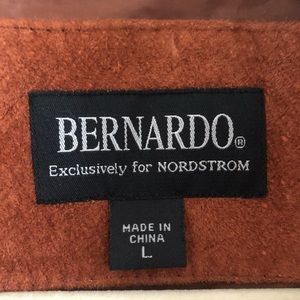 BERNARDO®
Exclusively for NORDSTROM
MADE IN
CHINA
L